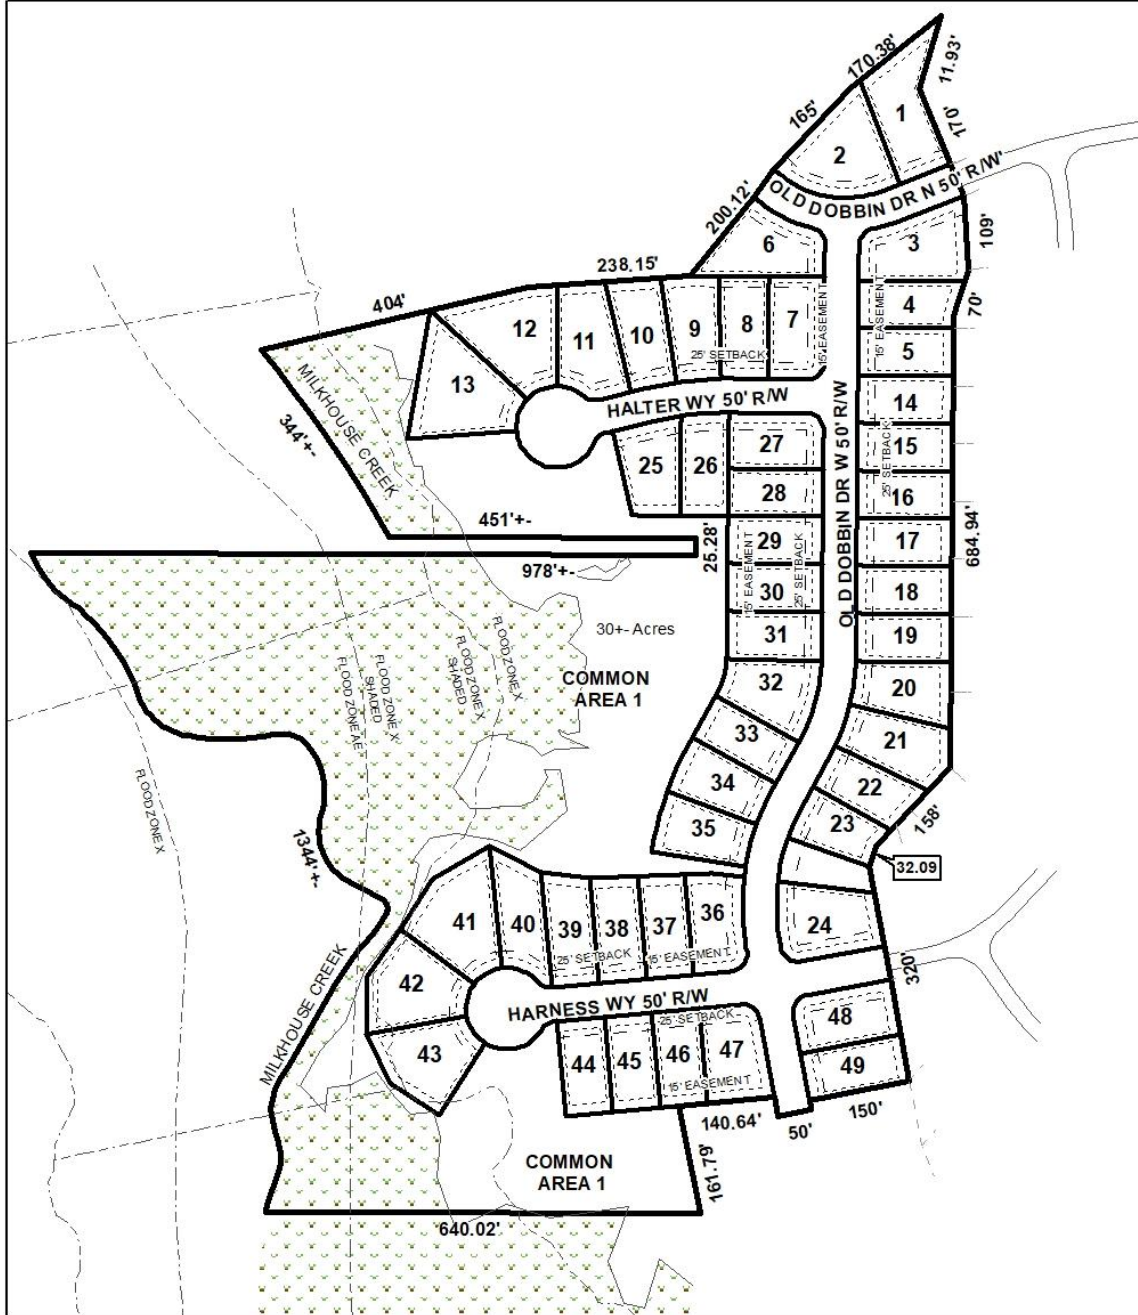 170.38'
11.93'
165'
1
170'
2
OLD DOBBIN DR N 50' R/W'
200.12'
6
3
109'
238.15'
404'
15' EASEMENT
15' EASEMENT
4
70'
12
11
10
9
8
7
5
25' SETBACK
13
MILKHOUSE CREEK
344'+-
HALTER WY 50' R/W
OLD DOBBIN DR W 50' R/W
14
25
26
27
15
25' SETBACK
28
16
451'+-
25.28'
29
17
684.94'
978'+-
15' EASEMENT
25' SETBACK
30
18
30+- Acres
31
19
FLOOD ZONE X
FLOOD ZONE X
SHADED
FLOOD ZONE X
SHADED
FLOOD ZONE AE
COMMON
AREA 1
32
20
33
21
FLOOD ZONE X
34
22
35
23
158'
1344'+-
32.09
41
40
39
38
37
36
24
25' SETBACK
15' EASEMENT
320'
42
MILKHOUSE CREEK
HARNESS WY 50' R/W
25' SETBACK
48
43
44
45
46
47
49
15' EASEMENT
140.64'
50'
150'
161.79'
COMMON
AREA 1
640.02'